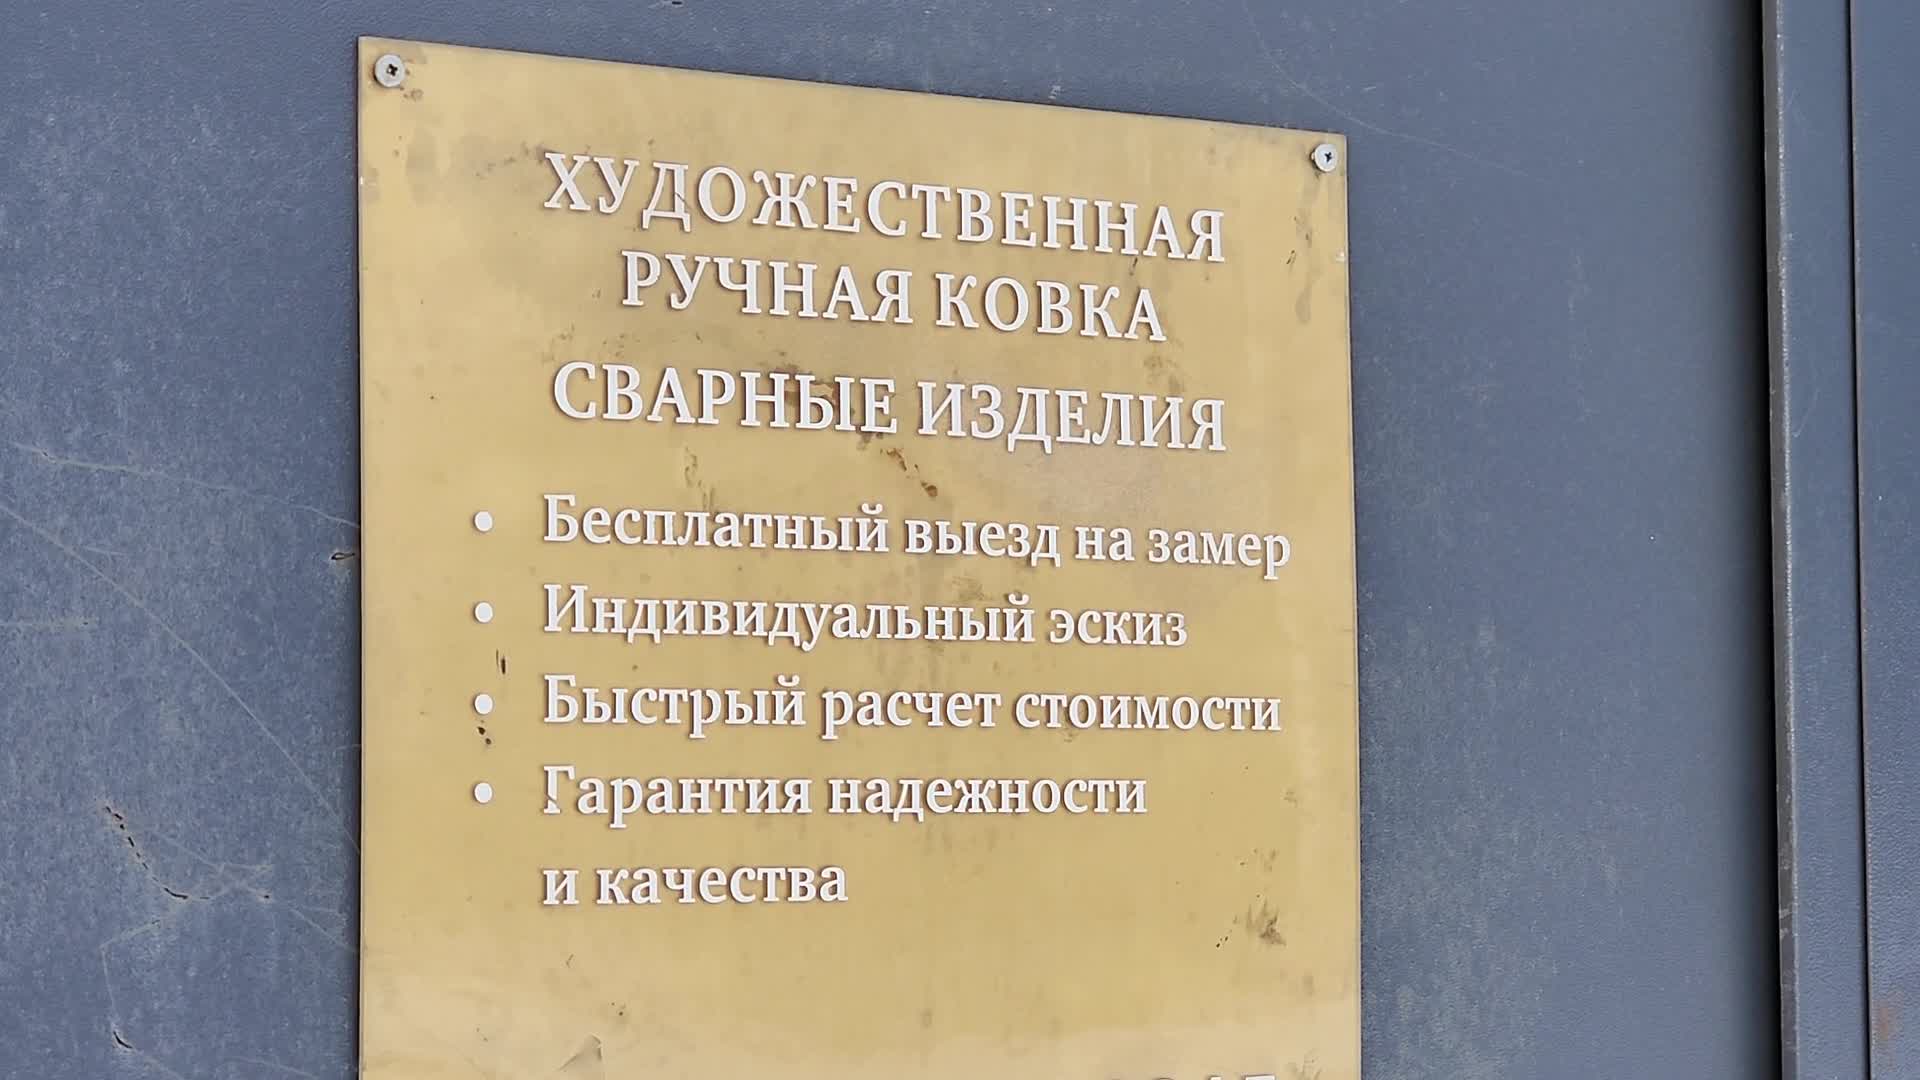 ХУДОЖЕСТВЕННАЯ
РУЧНАЯ КОВКА
СВАРНЫЕ ИЗДЕЛИЯ
• Бесплатный выезд на замер
• Индивидуальный эскиз
• Быстрый расчет стоимости
• Гарантия надежности
и качества